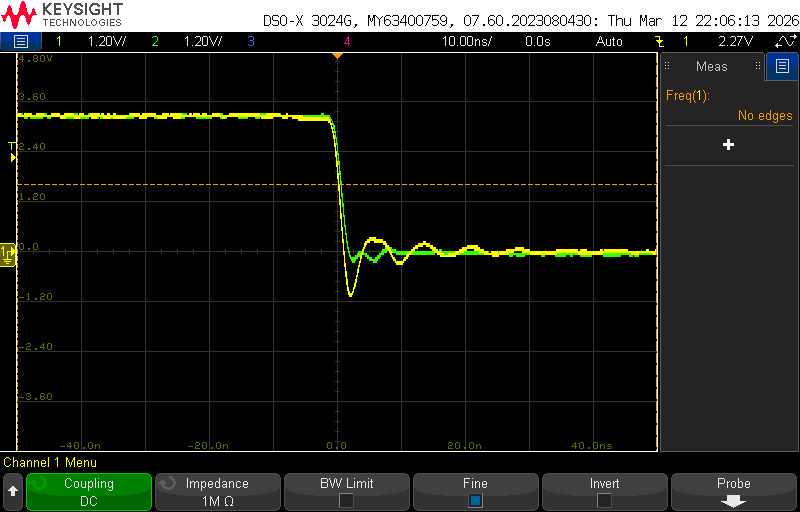 KEYSIGHT
TECHNOLOGIES
DSO-X 3024G, MY63400759, 07.60.2023080430: Thu Mar 12 22:06:13 2026
1 1.20V/ 2 1.20V/ 3 4 10.00ns/ 0.0s Auto 1 2.27V
4.80V
3.60
2.40
1.20
0.0
-1.20
-2.40
-3.60
-40.0n -20.0n 0.0 20.0n 40.0ns
T
1
Meas
Freq(1):
No edges
+
Channel 1 Menu
Coupling
DC
Impedance
1M Ω
BW Limit
Fine
Invert
Probe